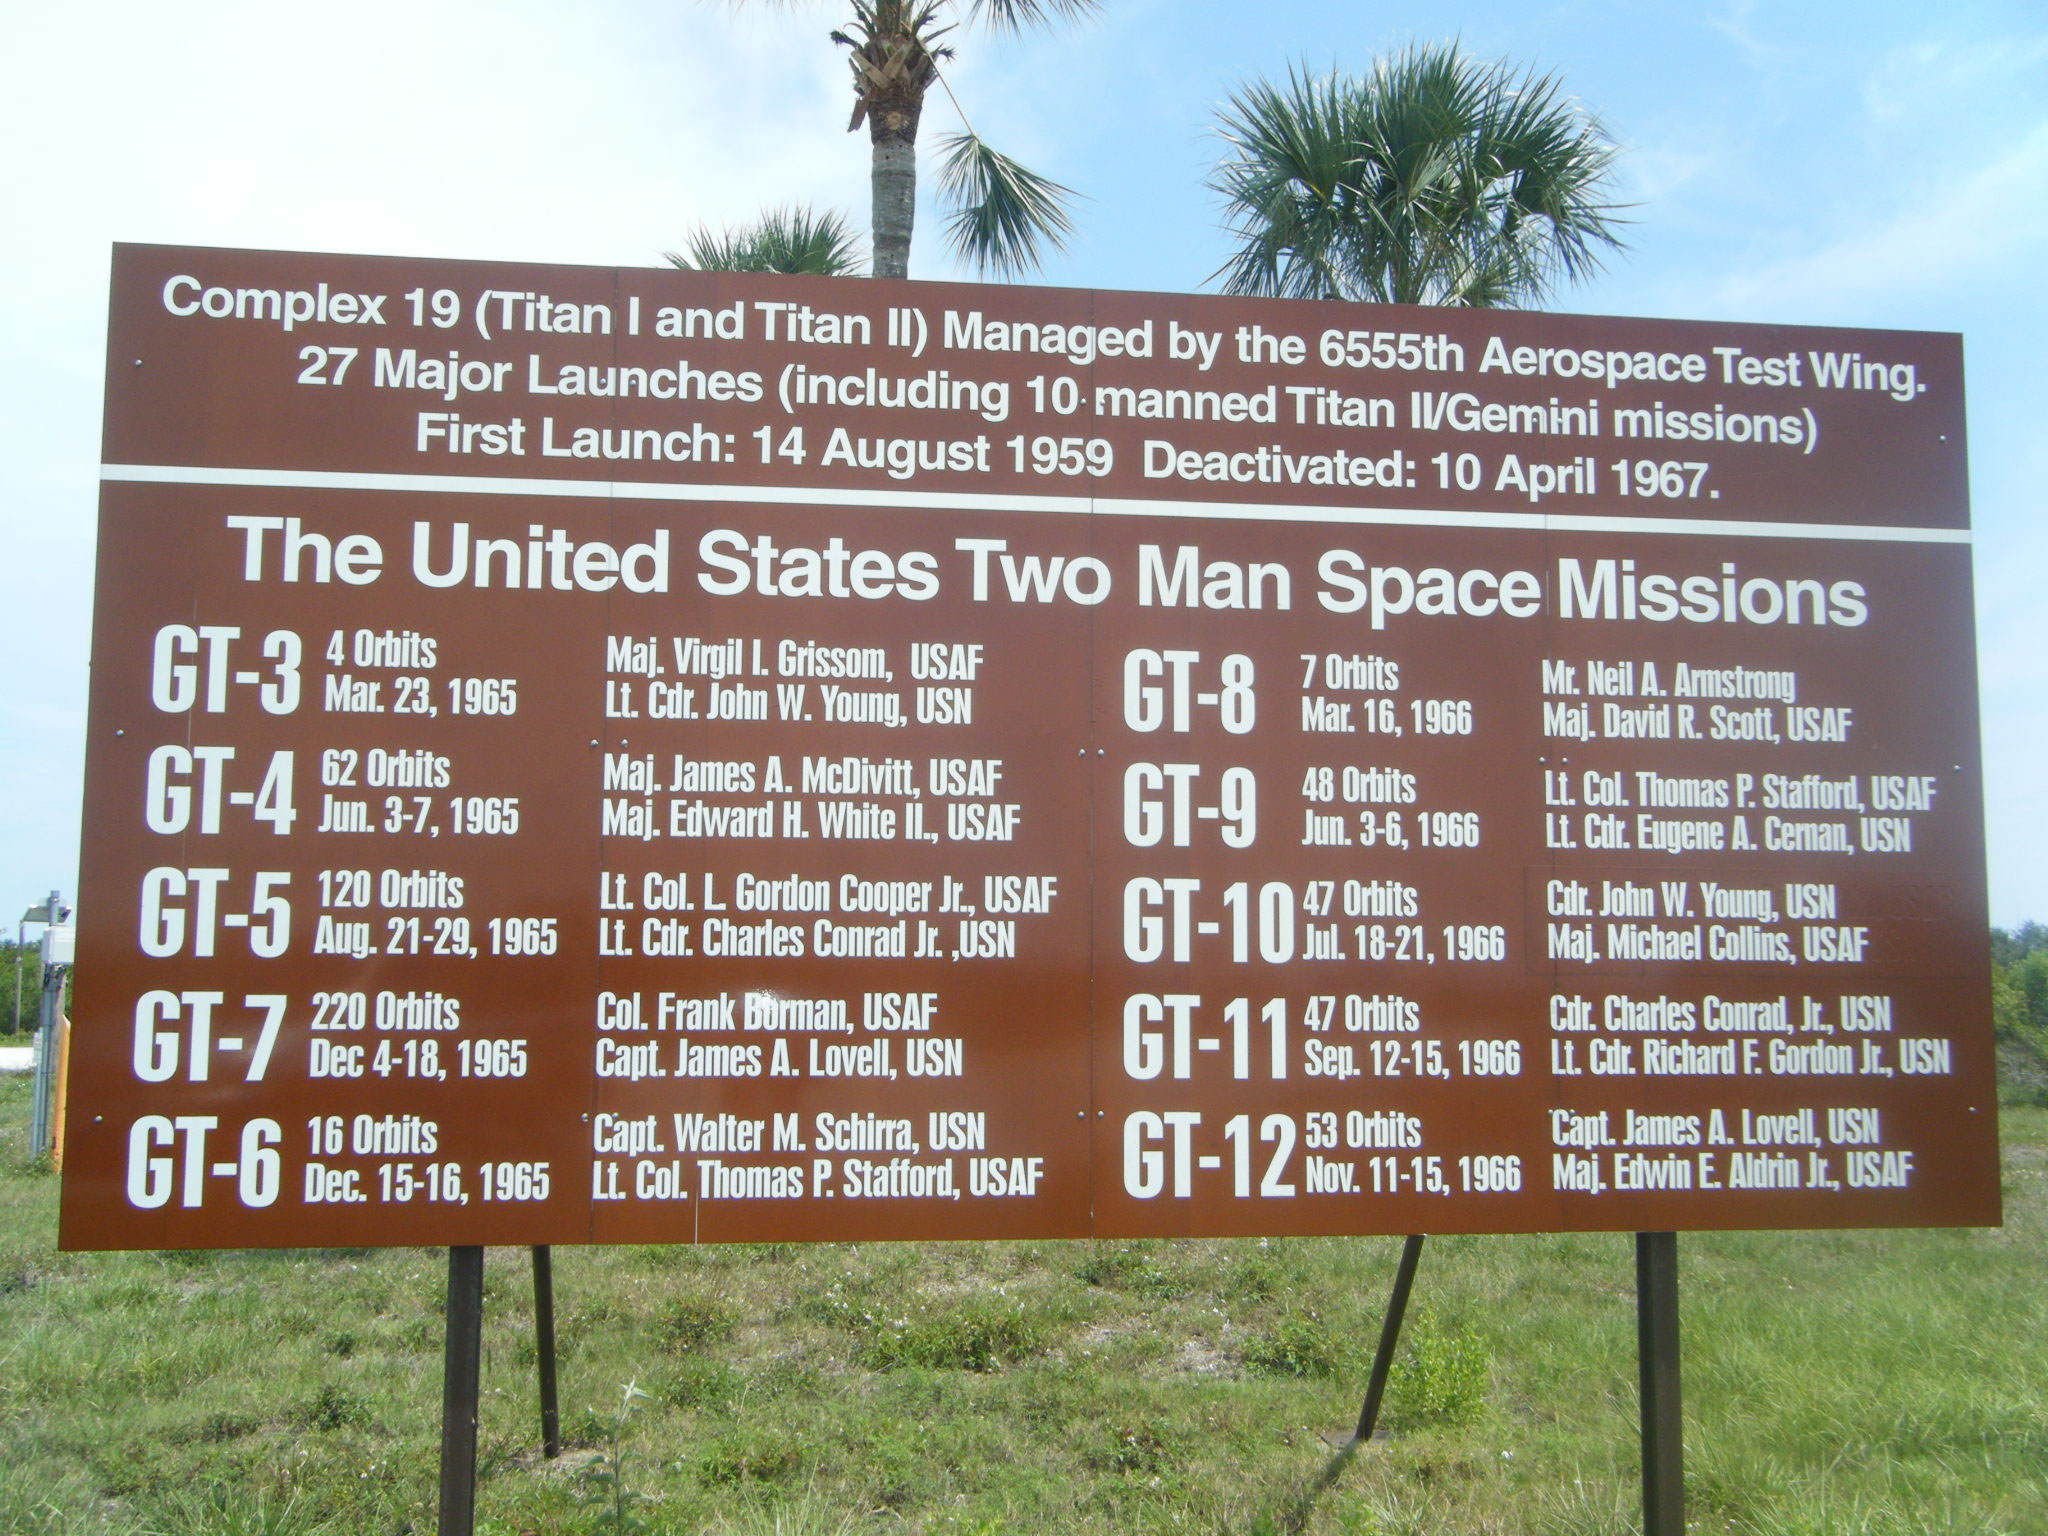 Complex 19 (Titan I and Titan II) Managed by the 6555th Aerospace Test Wing.
27 Major Launches (including 10 manned Titan II/Gemini missions)
First Launch: 14 August 1959 Deactivated: 10 April 1967.
The United States Two Man Space Missions
GT-3
4 Orbits
Mar. 23, 1965
Maj. Virgil I. Grissom, USAF
Lt. Cdr. John W. Young, USN
GT-4
62 Orbits
Jun. 3-7, 1965
Maj. James A. McDivitt, USAF
Maj. Edward H. White II., USAF
GT-5
120 Orbits
Aug. 21-29, 1965
Lt. Col. L. Gordon Cooper Jr., USAF
Lt. Cdr. Charles Conrad Jr. ,USN
GT-7
220 Orbits
Dec 4-18, 1965
Col. Frank Borman, USAF
Capt. James A. Lovell, USN
GT-6
16 Orbits
Dec. 15-16, 1965
Capt. Walter M. Schirra, USN
Lt. Col. Thomas P. Stafford, USAF
GT-8
7 Orbits
Mar. 16, 1966
Mr. Neil A. Armstrong
Maj. David R. Scott, USAF
GT-9
48 Orbits
Jun. 3-6, 1966
Lt. Col. Thomas P. Stafford, USAF
Lt. Cdr. Eugene A. Cernan, USN
GT-10
47 Orbits
Jul. 18-21, 1966
Cdr. John W. Young, USN
Maj. Michael Collins, USAF
GT-11
47 Orbits
Sep. 12-15, 1966
Cdr. Charles Conrad, Jr., USN
Lt. Cdr. Richard F. Gordon Jr., USN
GT-12
53 Orbits
Nov. 11-15, 1966
Capt. James A. Lovell, USN
Maj. Edwin E. Aldrin Jr., USAF